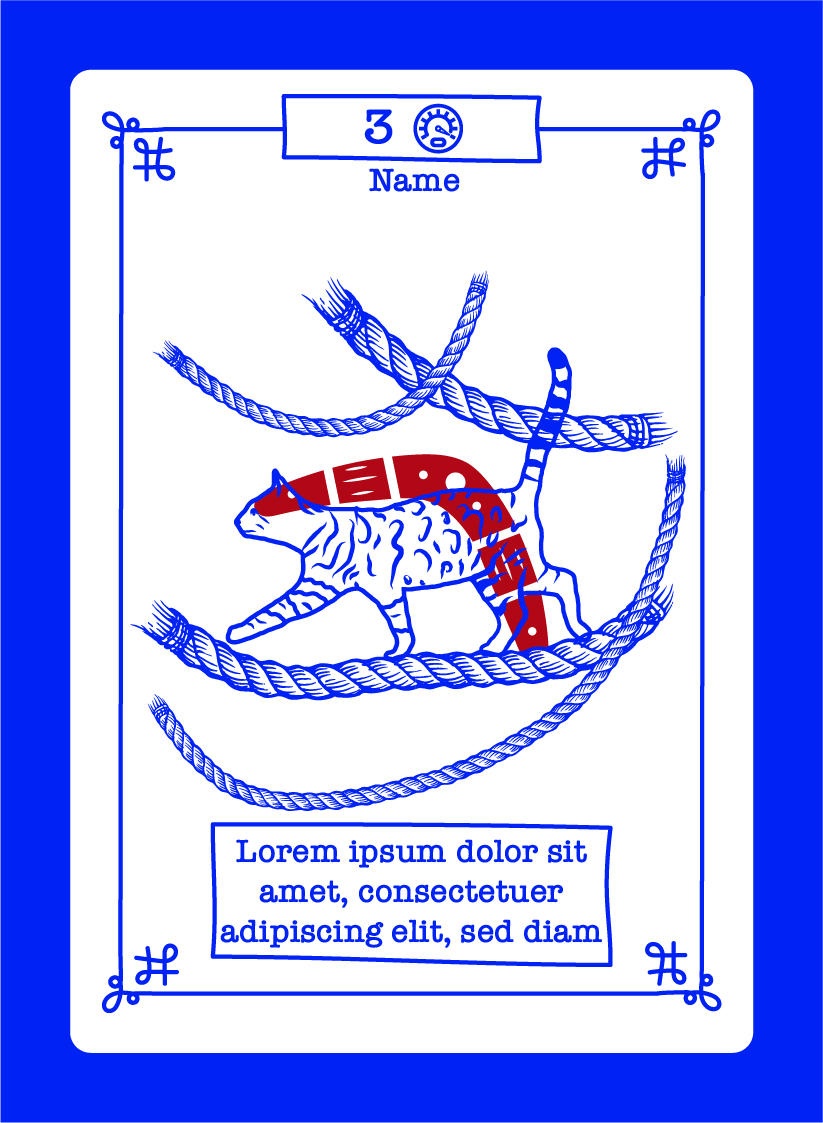 3
Name
Lorem ipsum dolor sit
amet, consectetuer
adipiscing elit, sed diam